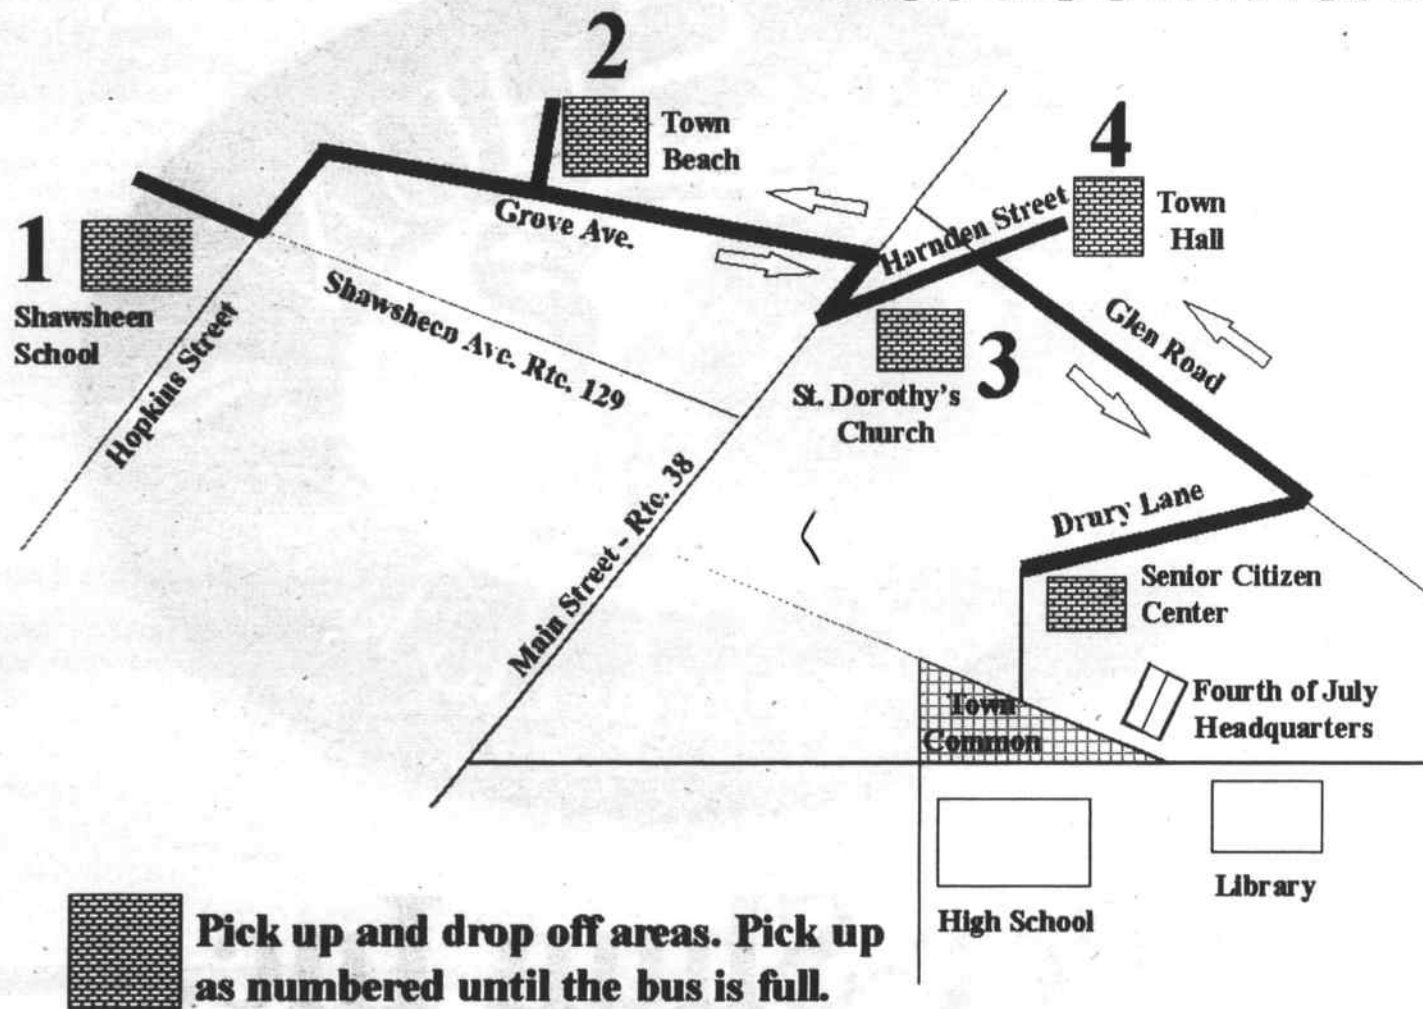 2
Town
Beach
4
Town
Hall
Harnden Street
Grove Ave.
1
Shawsheen
School
Hopkins Street
Shawsheen Ave. Rte. 129
Glen Road
3
St. Dorothy's
Church
Main Street - Rte. 38
Drury Lane
Senior Citizen
Center
Fourth of July
Headquarters
Town
Common
High School
Library
Pick up and drop off areas. Pick up
as numbered until the bus is full.